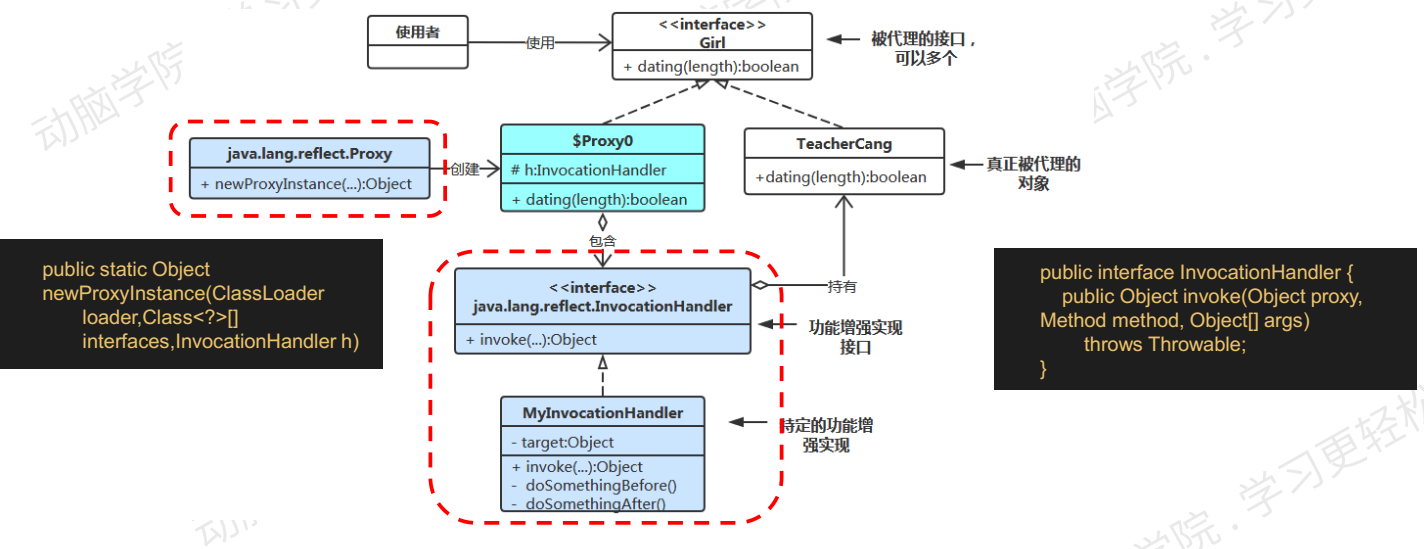 使用者
使用
<<interface>>
Girl
+ dating(length):boolean
被代理的接口，
可以多个
java.lang.reflect.Proxy
+ newProxyInstance(...):Object
创建
$Proxy0
# h:InvocationHandler
+ dating(length):boolean
TeacherCang
+dating(length):boolean
真正被代理的
对象
包含
持有
public static Object
newProxyInstance(ClassLoader
loader,Class<?>[]
interfaces,InvocationHandler h)
<<interface>>
java.lang.reflect.InvocationHandler
+ invoke(...):Object
功能增强实现
接口
public interface InvocationHandler {
public Object invoke(Object proxy,
Method method, Object[] args)
throws Throwable;
}
MyInvocationHandler
- target:Object
+ invoke(...):Object
- doSomethingBefore()
- doSomethingAfter()
特定的功能增
强实现
动脑学院
学院 . 学习更
动脑
学院 . 学习更轻松